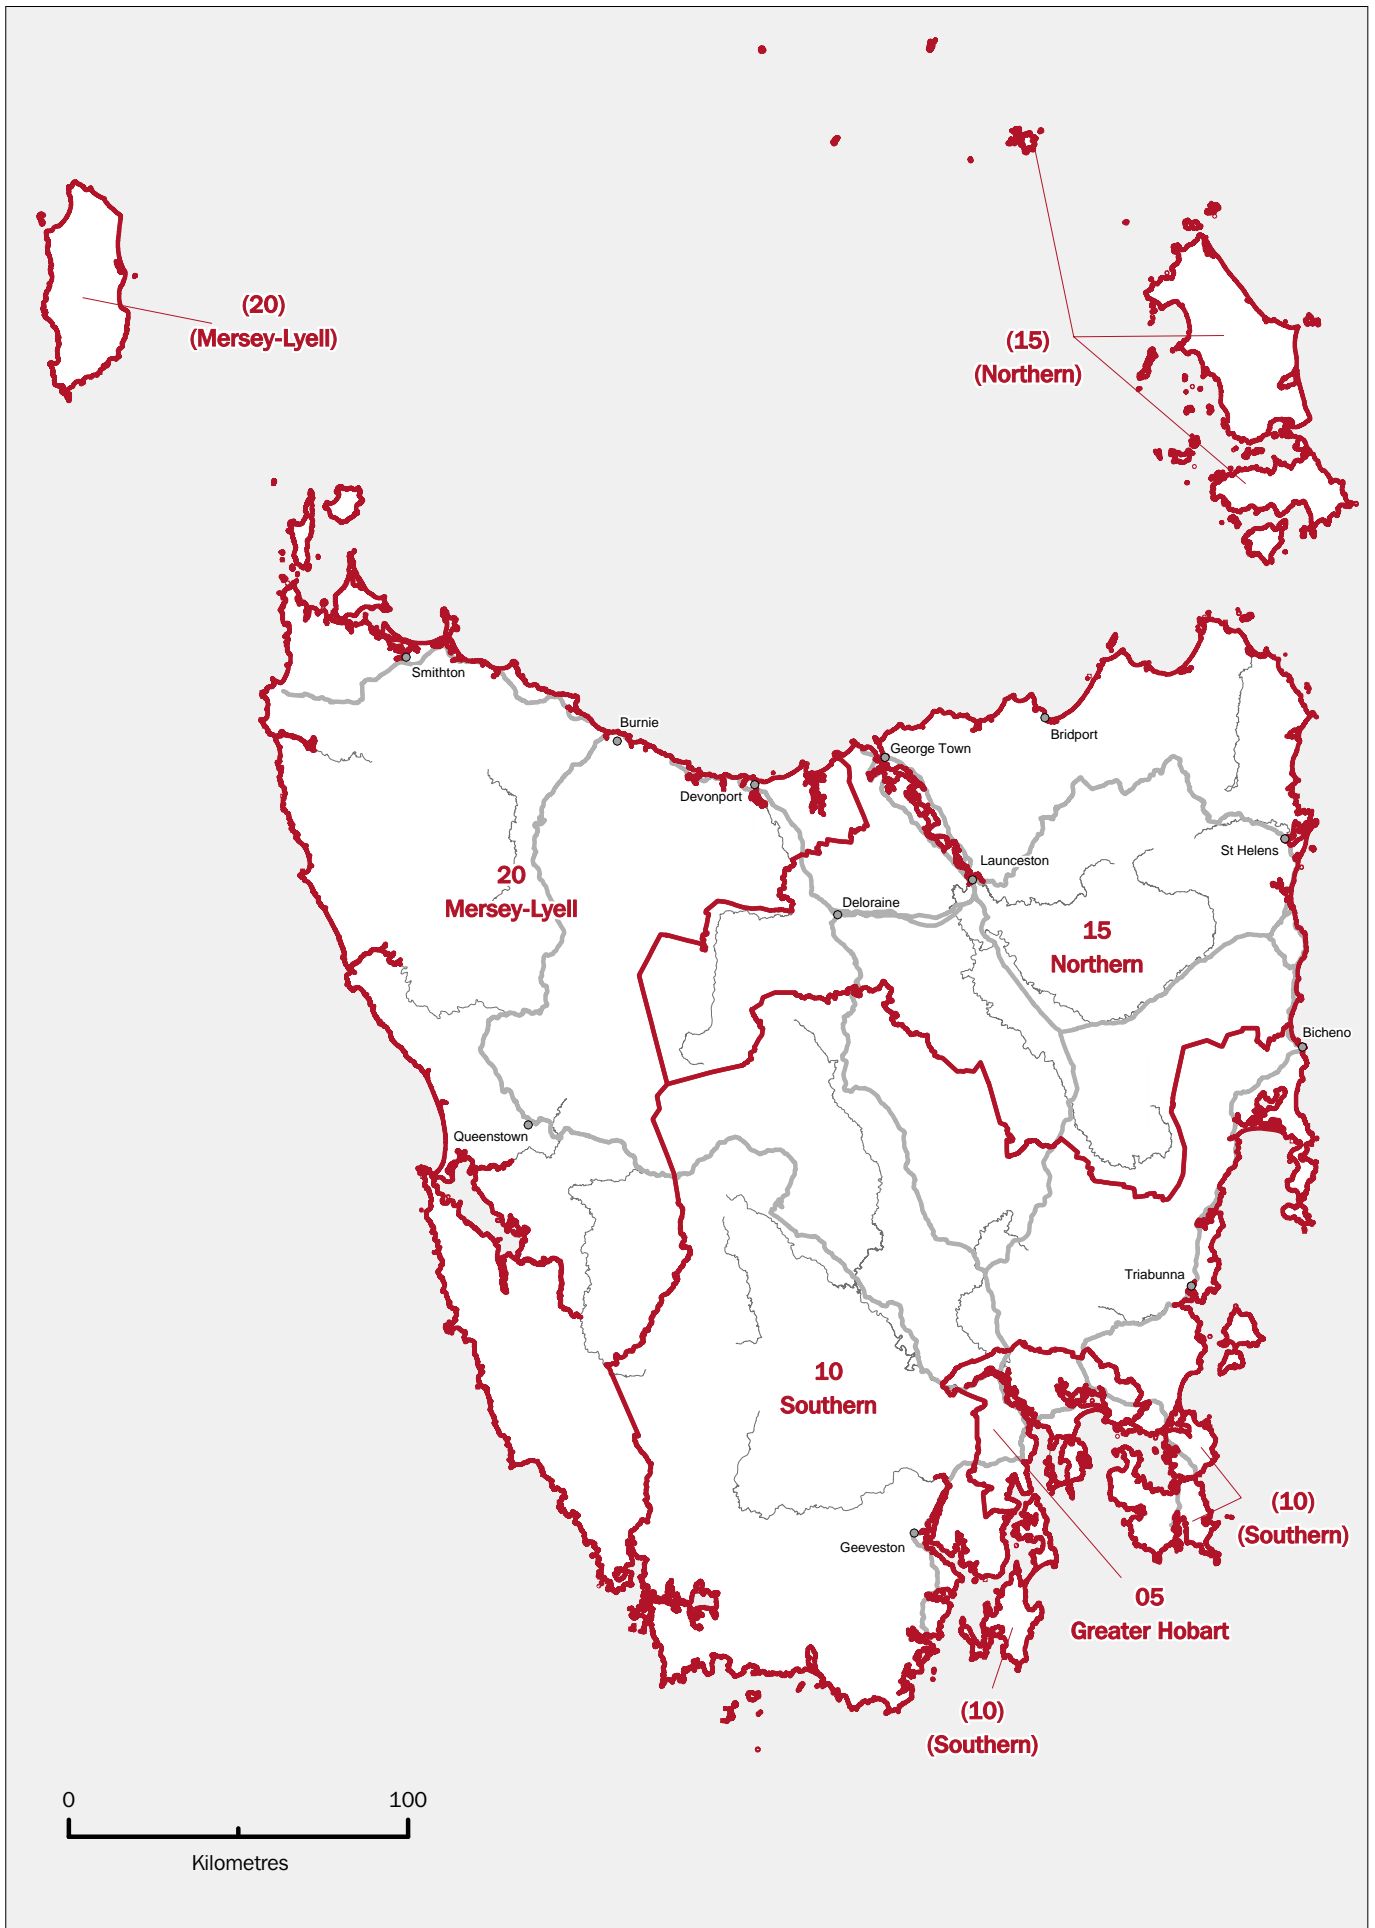 (20)
(Mersey-Lyell)
(15)
(Northern)
Smithton
Burnie
Bridport
George Town
Devonport
St Helens
Launceston
20
Mersey-Lyell
Deloraine
15
Northern
Bicheno
Queenstown
Triabunna
10
Southern
(10)
(Southern)
Geeveston
05
Greater Hobart
(10)
(Southern)
0 100
Kilometres